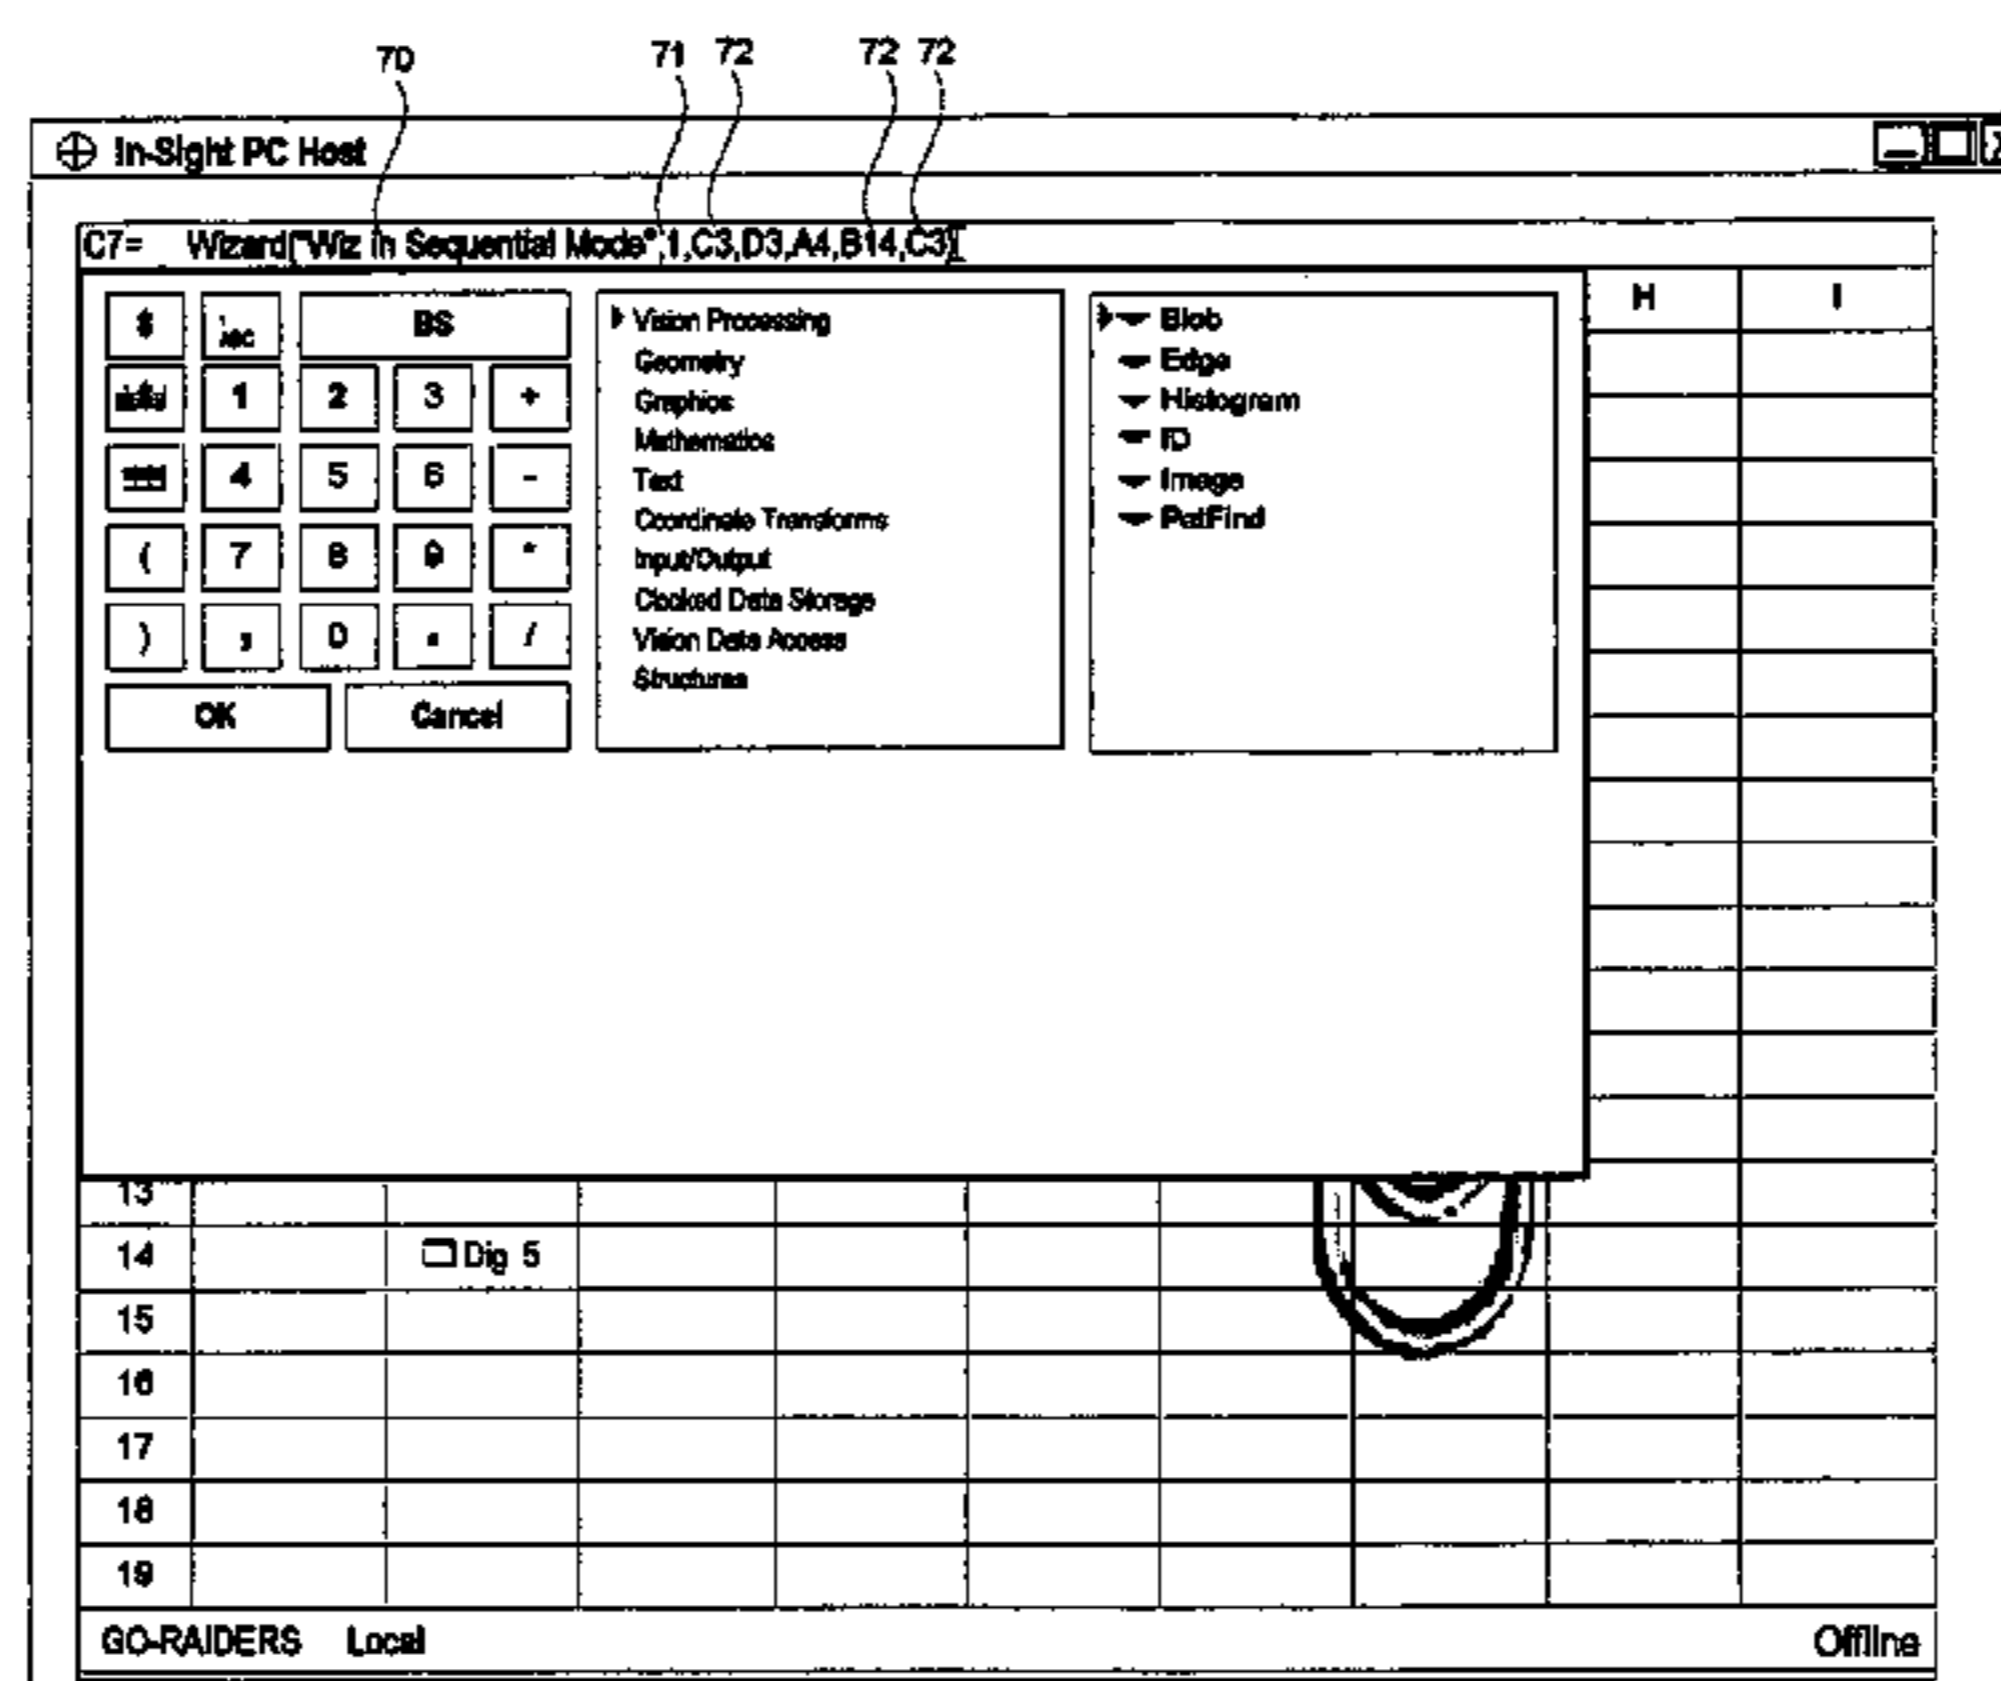 70 71 72 72 72
In-Sight PC Host
C7= Wizard("Wiz in Sequential Mode",1,C3,D3,A4,B14,C3)
H I
$ BS
1 2 3 +
4 5 6 -
( 7 8 9 *
) , 0 . /
OK Cancel
Vision Processing
Geometry
Graphics
Mathematics
Text
Coordinate Transforms
Input/Output
Clocked Data Storage
Vision Data Access
Structures
Blob
Edge
Histogram
ID
Image
PatFind
13
14 Dig 5
15
16
17
18
19
GO-RAIDERS Local Offline